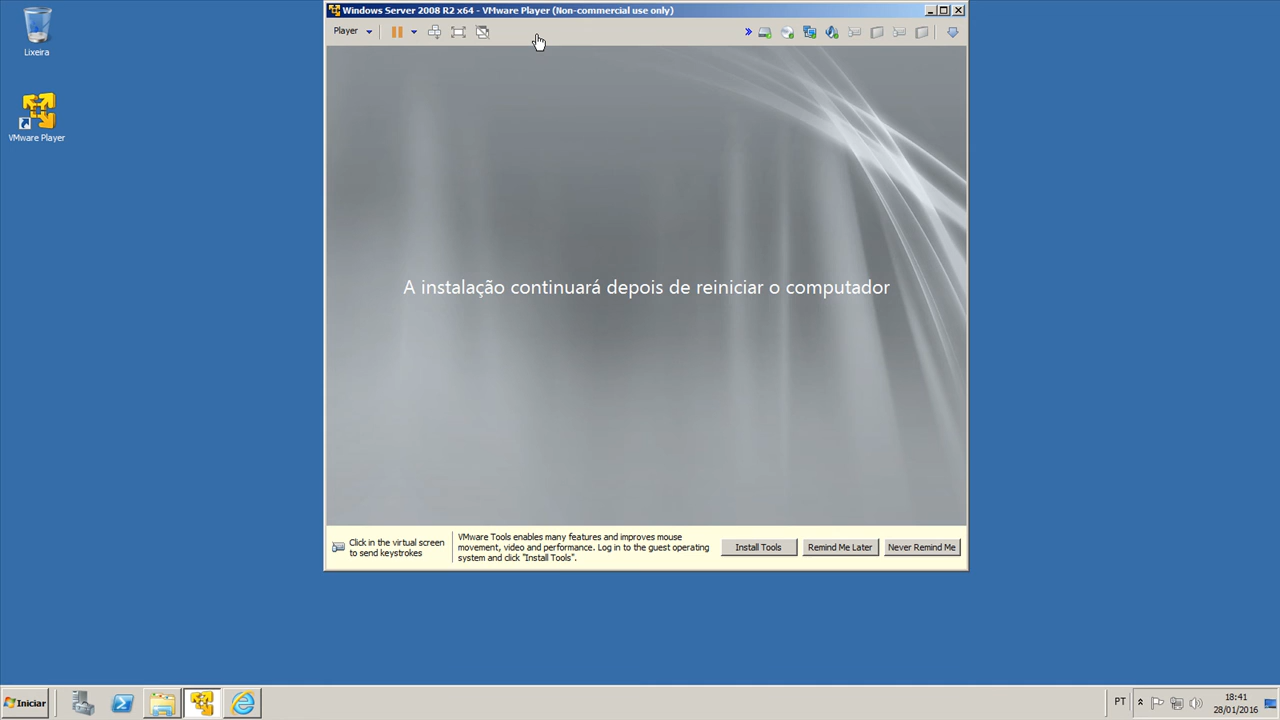 Windows Server 2008 R2 x64 - VMware Player (Non-commercial use only)
Player
Lixeira
VMware Player
A instalação continuará depois de reiniciar o computador
Click in the virtual screen
to send keystrokes
VMware Tools enables many features and improves mouse
movement, video and performance. Log in to the guest operating
system and click "Install Tools".
Install Tools
Remind Me Later
Never Remind Me
Iniciar
PT
18:41
28/01/2016